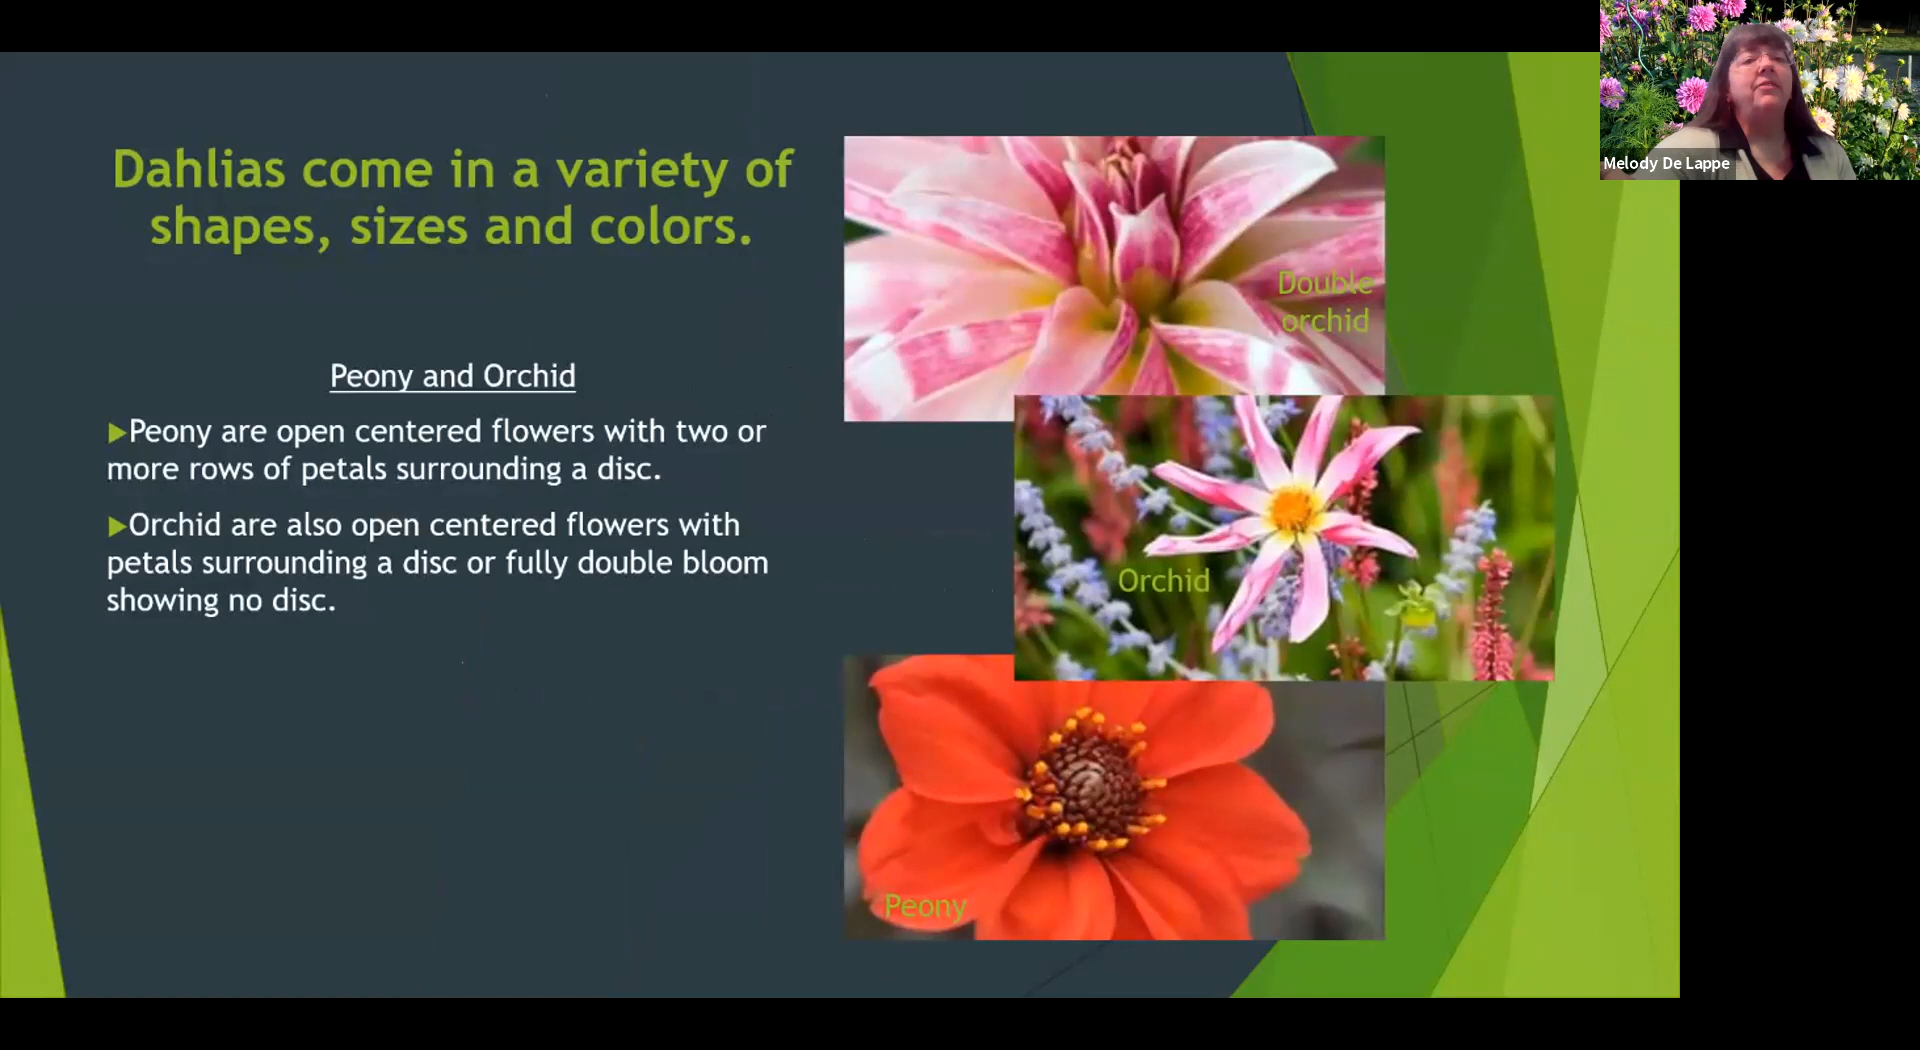 Dahlias come in a variety of
shapes, sizes and colors.
Peony and Orchid
Peony are open centered flowers with two or
more rows of petals surrounding a disc.
Orchid are also open centered flowers with
petals surrounding a disc or fully double bloom
showing no disc.
Double
orchid
Orchid
Peony
Melody De Lappe